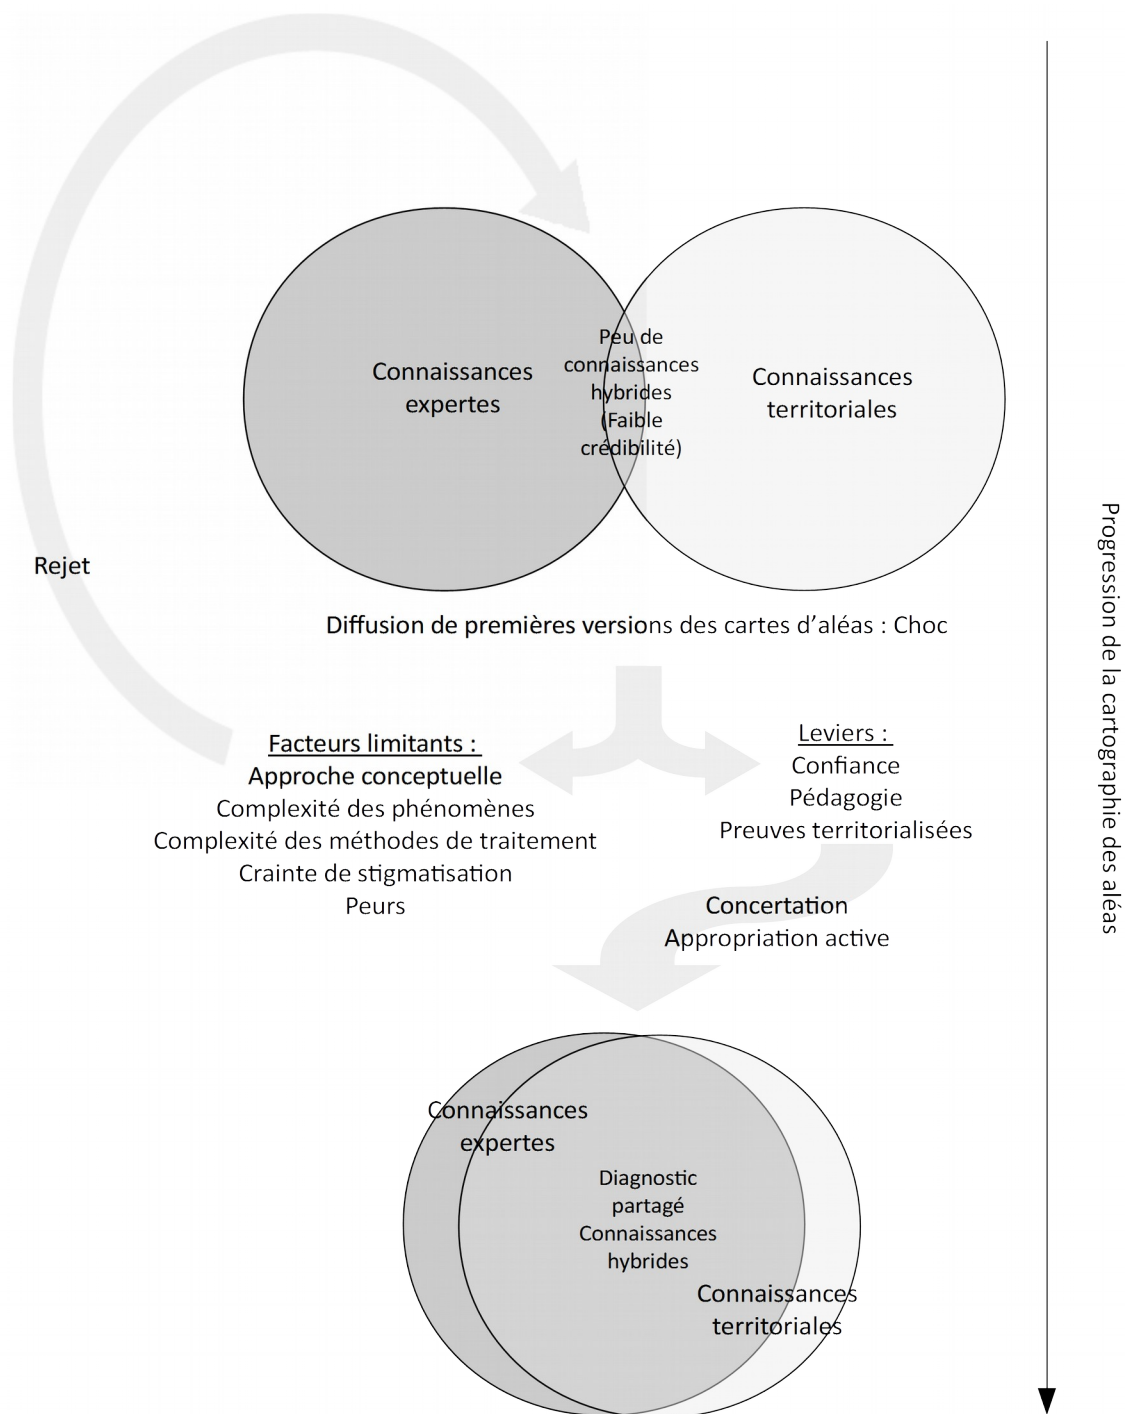 Connaissances
expertes
Peu de
connaissances
hybrides
(Faible
crédibilité)
Connaissances
territoriales
Rejet
Diffusion de premières versions des cartes d’aléas : Choc
Facteurs limitants :
Approche conceptuelle
Complexité des phénomènes
Complexité des méthodes de traitement
Crainte de stigmatisation
Peurs
Leviers :
Confiance
Pédagogie
Preuves territorialisées
Concertation
Appropriation active
Connaissances
expertes
Diagnostic
partagé
Connaissances
hybrides
Connaissances
territoriales
Progression de la cartographie des aléas